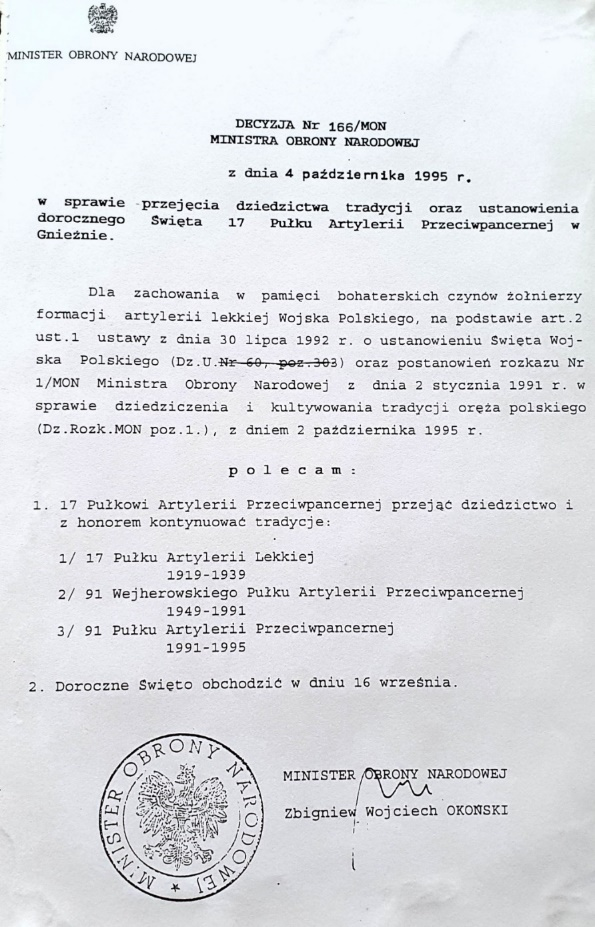 MINISTER OBRONY NARODOWEJ
DECYZJA Nr 166/MON
MINISTRA OBRONY NARODOWEJ
z dnia 4 października 1995 r.
w sprawie przejęcia dziedzictwa tradycji oraz ustanowienia
dorocznego Święta 17 Pułku Artylerii Przeciwpancernej w
Gnieźnie.
Dla zachowania w pamięci bohaterskich czynów żołnierzy
formacji artylerii lekkiej Wojska Polskiego, na podstawie art.2
ust.1 ustawy z dnia 30 lipca 1992 r. o ustanowieniu Święta Woj-
ska Polskiego (Dz.U.Nr 60, poz.303) oraz postanowień rozkazu Nr
1/MON Ministra Obrony Narodowej z dnia 2 stycznia 1991 r. w
sprawie dziedziczenia i kultywowania tradycji oręża polskiego
(Dz.Rozk.MON poz.1.), z dniem 2 października 1995 r.
p o l e c a m :
1. 17 Pułkowi Artylerii Przeciwpancernej przejąć dziedzictwo i
z honorem kontynuować tradycje:
1/ 17 Pułku Artylerii Lekkiej
1919-1939
2/ 91 Wejherowskiego Pułku Artylerii Przeciwpancernej
1949-1991
3/ 91 Pułku Artylerii Przeciwpancernej
1991-1995
2. Doroczne Święto obchodzić w dniu 16 września.
MINISTER OBRONY NARODOWEJ
MINISTER OBRONY NARODOWEJ
Zbigniew Wojciech OKOŃSKI